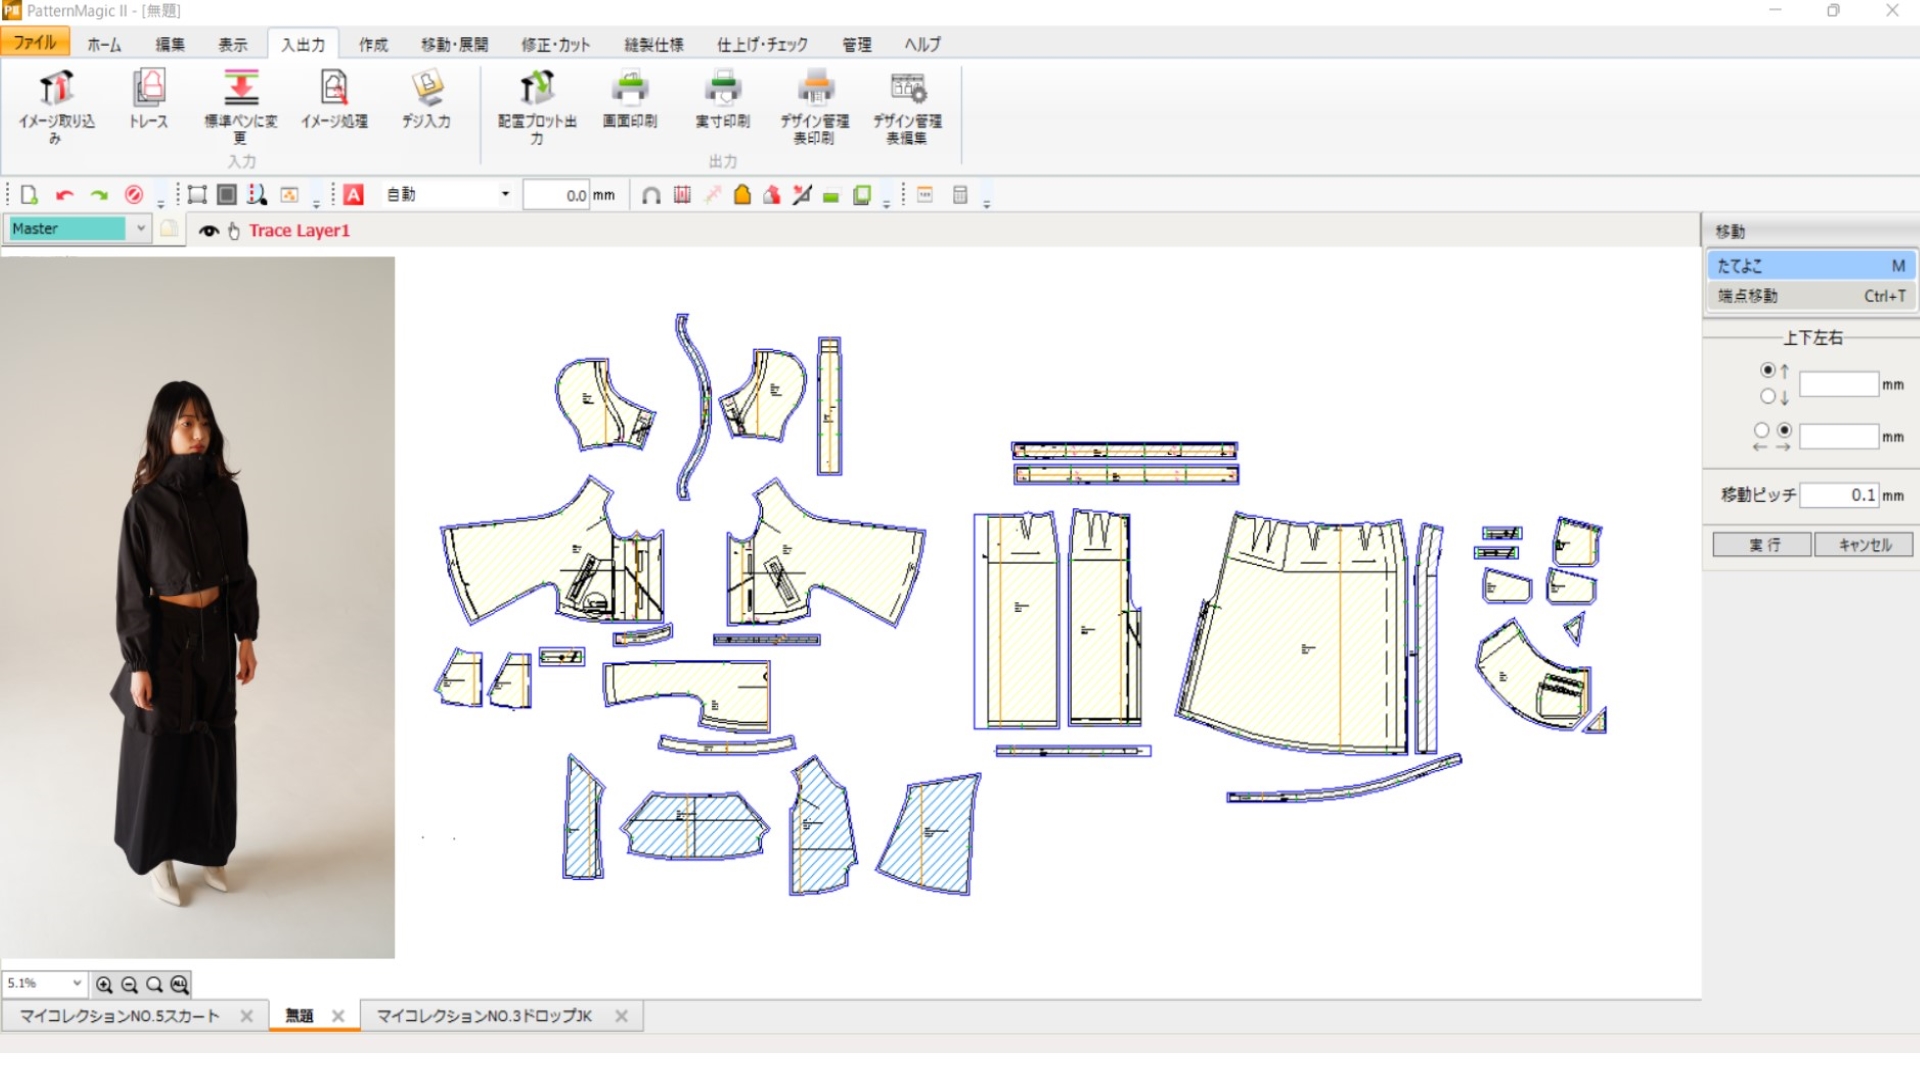 PatternMagic II - [無題]
ファイル ホーム 編集 表示 入出力 作成 移動・展開 修正・カット 縫製仕様 仕上げ・チェック 管理 ヘルプ
イメージ取り込み
トレース
標準ペンに変更
イメージ処理
デジ入力
配置プロット出力
画面印刷
実寸印刷
デザイン管理表印刷
デザイン管理表編集
入力
出力
A 自動 0.0 mm
Master
Trace Layer1
移動
たてよこ M
端点移動 Ctrl+T
上下左右
↑ mm
↓
← → mm
移動ピッチ 0.1 mm
実行 キャンセル
5.1%
ALL
マイコレクションNO.5スカート
無題
マイコレクションNO.3ドロップJK